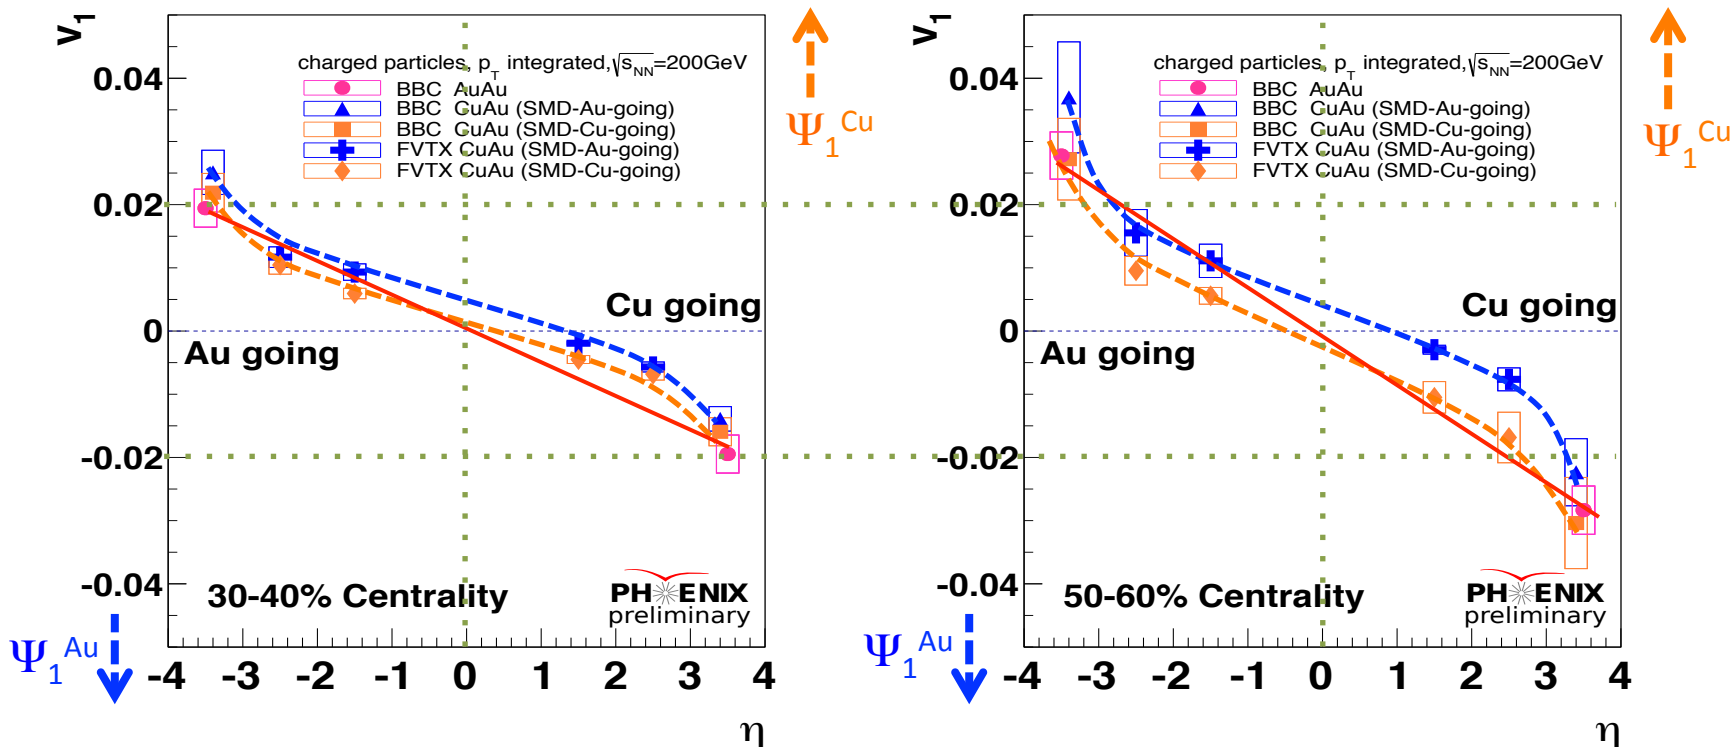 v1
0.04
0.02
0
-0.02
-0.04
-4 -3 -2 -1 0 1 2 3 4
η
charged particles, pT integrated,√sNN=200GeV
BBC AuAu
BBC CuAu (SMD-Au-going)
BBC CuAu (SMD-Cu-going)
FVTX CuAu (SMD-Au-going)
FVTX CuAu (SMD-Cu-going)
Cu going
Au going
30-40% Centrality
PHENIX
preliminary
Ψ1Cu
Ψ1Au
v1
0.04
0.02
0
-0.02
-0.04
-4 -3 -2 -1 0 1 2 3 4
η
charged particles, pT integrated,√sNN=200GeV
BBC AuAu
BBC CuAu (SMD-Au-going)
BBC CuAu (SMD-Cu-going)
FVTX CuAu (SMD-Au-going)
FVTX CuAu (SMD-Cu-going)
Cu going
Au going
50-60% Centrality
PHENIX
preliminary
Ψ1Cu
Ψ1Au